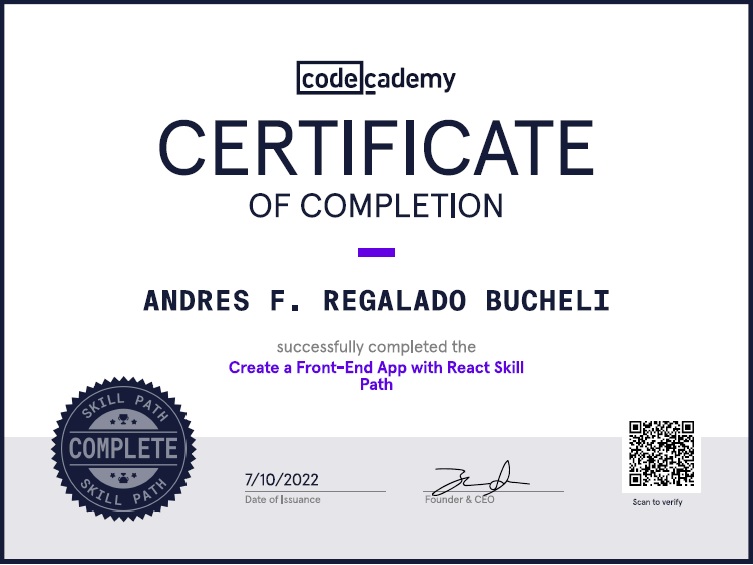 codecademy
CERTIFICATE
OF COMPLETION
ANDRES F. REGALADO BUCHELI
successfully completed the
Create a Front-End App with React Skill
Path
SKILL PATH
COMPLETE
SKILL PATH
7/10/2022
Date of Issuance
Founder & CEO
Scan to verify